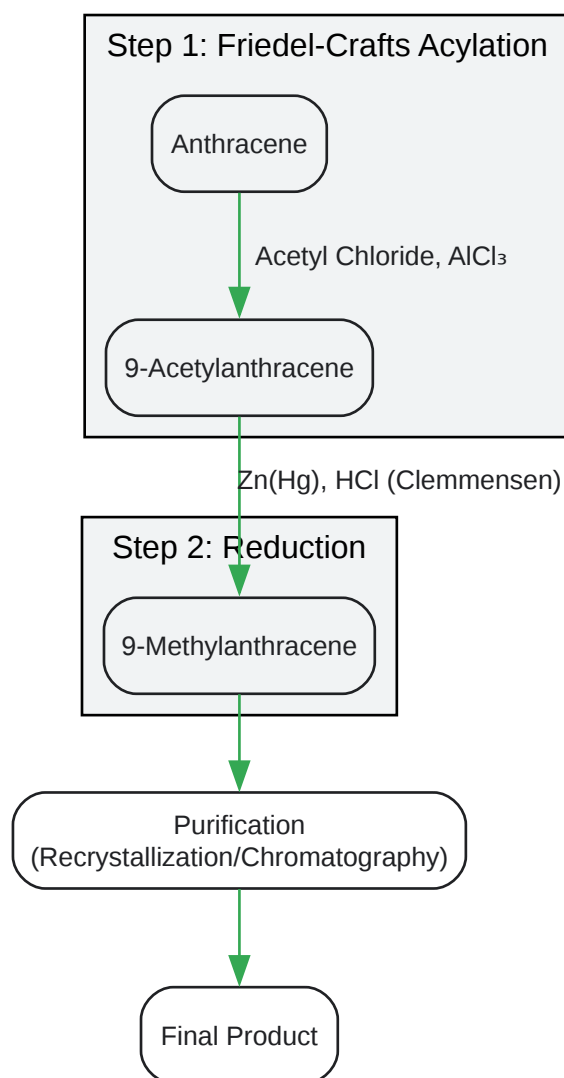 Step 1: Friedel-Crafts Acylation
Anthracene
Acetyl Chloride, AlCl₃
9-Acetylanthracene
Zn(Hg), HCl (Clemmensen)
Step 2: Reduction
9-Methylanthracene
Purification
(Recrystallization/Chromatography)
Final Product